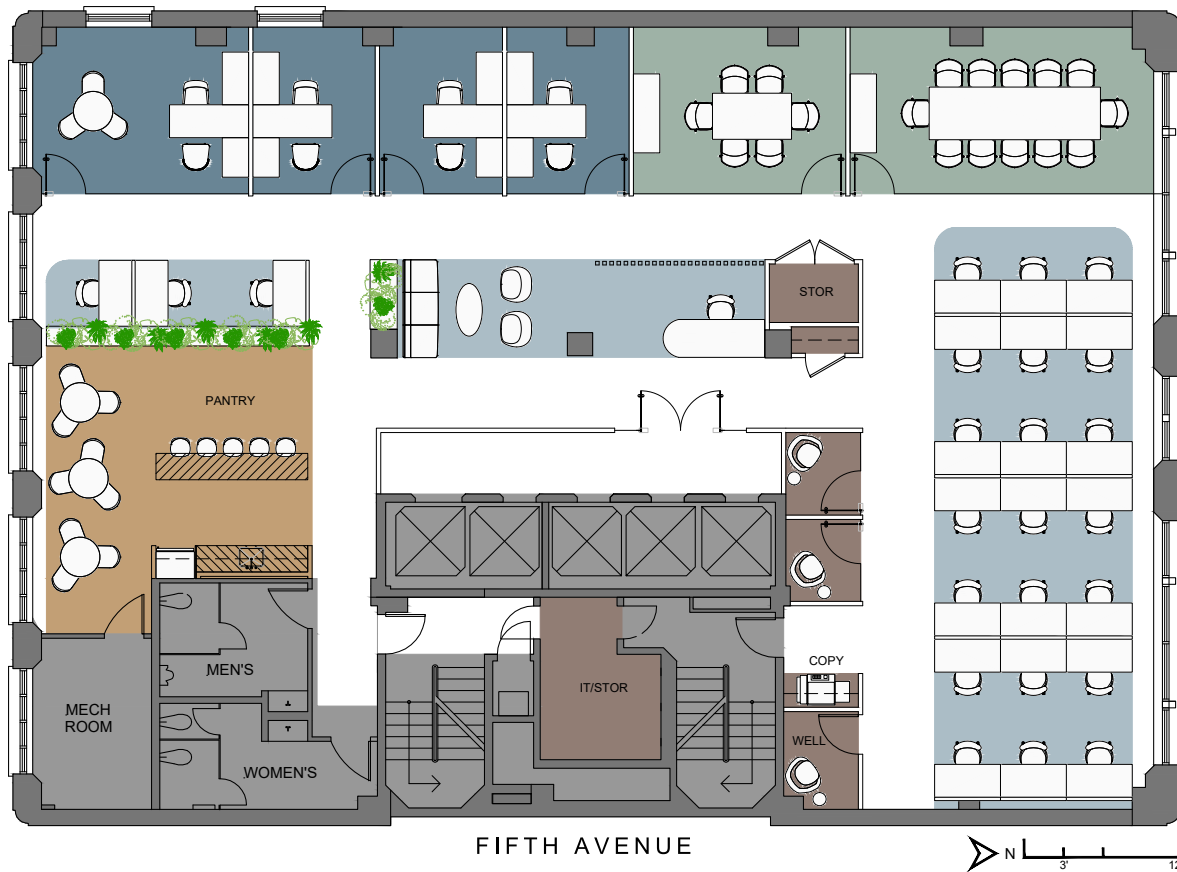 STOR
PANTRY
COPY
MEN'S
IT/STOR
MECH
ROOM
WELL
WOMEN'S
FIFTH AVENUE
N
3'
12